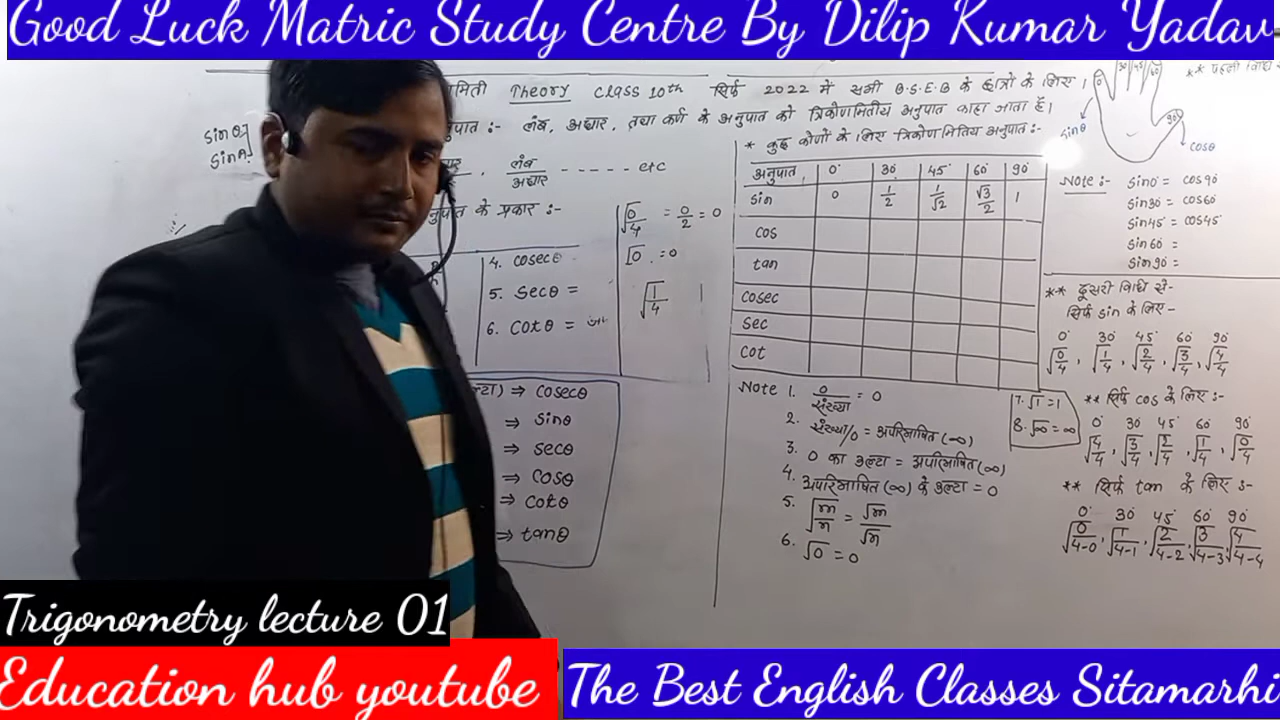 Good Luck Matric Study Centre By Dilip Kumar Yadav
मिती Theory Class 10th सिर्फ 2022 में सभी B.S.E.B के छात्रों के लिए।
sinθ
sinA
नुपात :- लंब, अधार, तथा कर्ण के अनुपात को त्रिकोणमितीय अनुपात काहा जाता है।
लंब/अधार ----- etc
नुपात के प्रकार :-
4. cosecθ
5. secθ =
6. cotθ =
√0/4 = 0/2 = 0
√0 = 0
√1/4
⇒ cosecθ
⇒ sinθ
⇒ secθ
⇒ cosθ
⇒ cotθ
⇒ tanθ
* कुछ कोणों के लिए त्रिकोणमितिय अनुपात :-
अनुपात 0° 30° 45° 60° 90°
sin 0 1/2 1/√2 √3/2 1
cos
tan
cosec
sec
cot
Note 1. 0/संख्या = 0
2. संख्या/0 = अपरिभाषित (∞)
3. 0 का उल्टा = अपरिभाषित (∞)
4. अपरिभाषित (∞) के उल्टा = 0
5. √m/n = √m/√n
6. √0 = 0
7. √1 = 1
8. √∞ = ∞
** पहली विधि
0° 30° 45° 60° 90°
sinθ
cosθ
Note :- sin0° = cos90°
sin30° = cos60°
sin45° = cos45°
sin60° =
sin90° =
** दूसरी विधि से-
सिर्फ sin के लिए-
0° 30° 45° 60° 90°
√0/4, √1/4, √2/4, √3/4, √4/4
** सिर्फ cos के लिए :-
0° 30° 45° 60° 90°
√4/4, √3/4, √2/4, √1/4, √0/4
** सिर्फ tan के लिए :-
0° 30° 45° 60° 90°
√0/4-0, √1/4-1, √2/4-2, √3/4-3, √4/4-4
Trigonometry lecture 01
Education hub youtube
The Best English Classes Sitamarhi